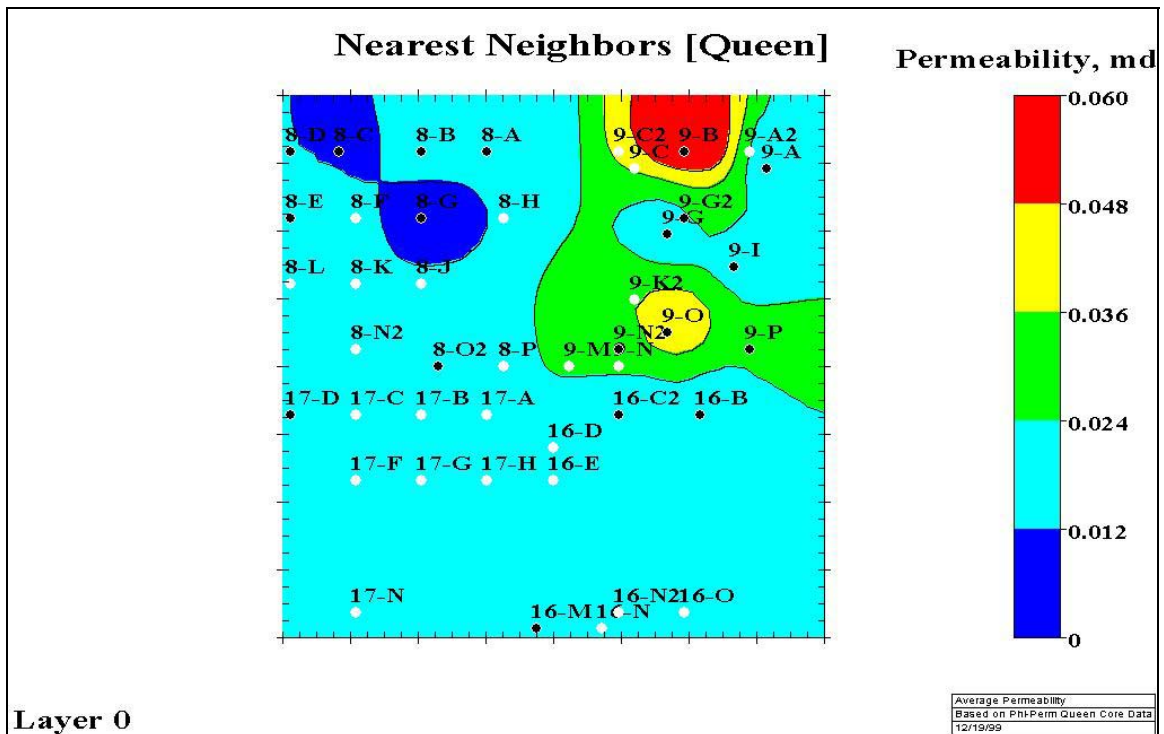 Nearest Neighbors [Queen]
Permeability, md
0.060
0.048
0.036
0.024
0.012
0
8-D 8-C 8-B 8-A 9-C2 9-B 9-A2
9-C 9-A
8-E 8-F 8-G 8-H 9-G2
9-G
9-I
8-L 8-K 8-J
9-K2
9-O
8-N2 8-O2 8-P 9-M 9-N2 9-N 9-P
17-D 17-C 17-B 17-A 16-C2 16-B
16-D
17-F 17-G 17-H 16-E
17-N 16-N2 16-O
16-M 16-N
Layer 0
Average Permeability
Based on Phi-Perm Queen Core Data
12/19/99